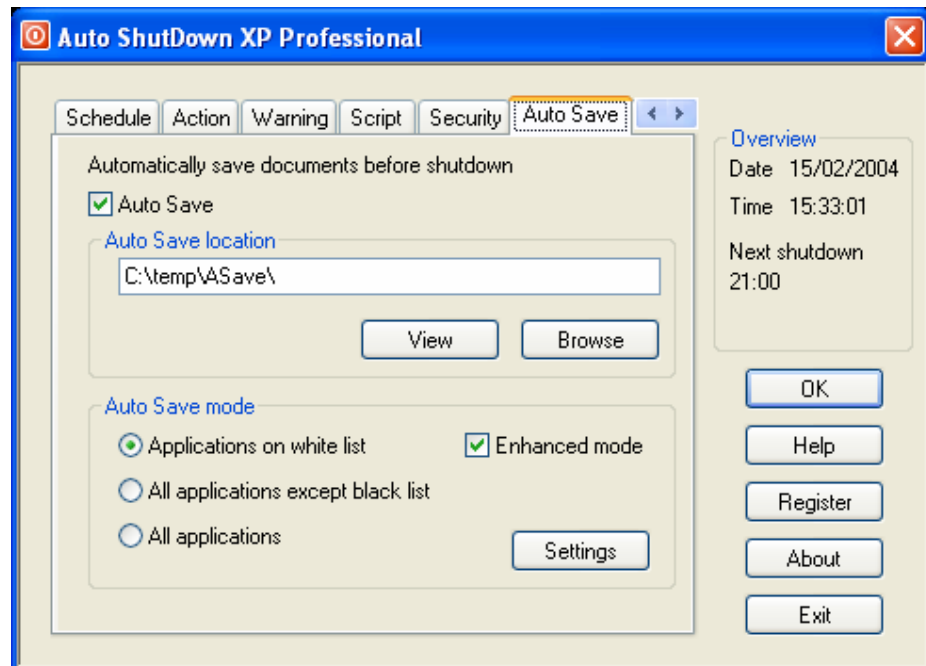 Auto ShutDown XP Professional
Schedule Action Warning Script Security Auto Save
Automatically save documents before shutdown
Auto Save
Auto Save location
C:\temp\ASave\
View Browse
Auto Save mode
Applications on white list Enhanced mode
All applications except black list
All applications
Settings
Overview
Date 15/02/2004
Time 15:33:01
Next shutdown
21:00
OK
Help
Register
About
Exit